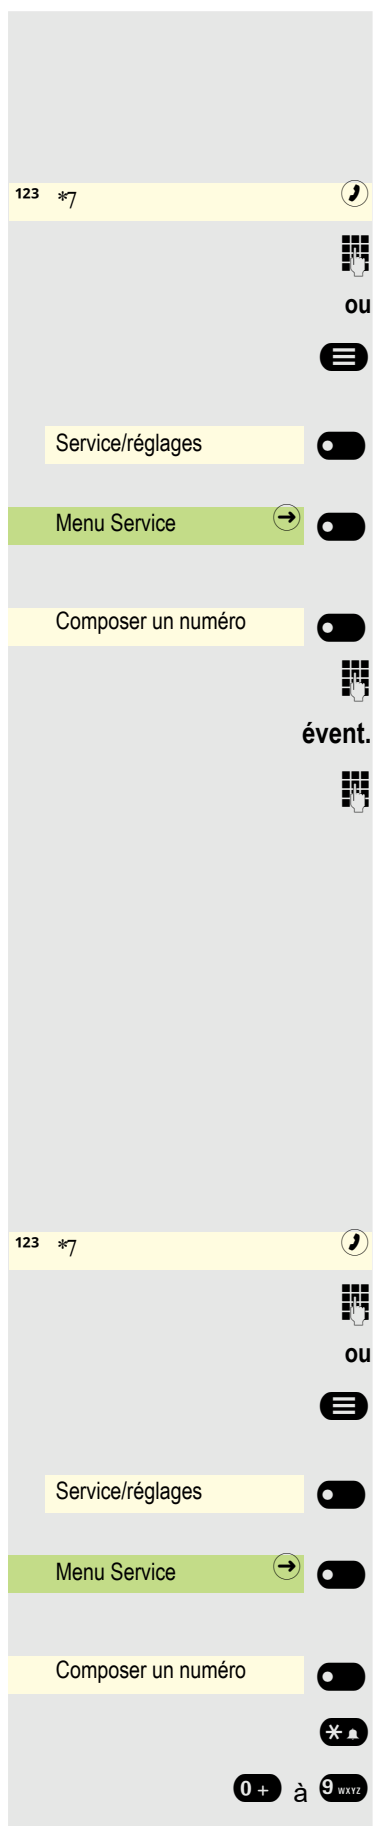 123 *7
ou
Service/réglages
Menu Service
Composer un numéro
évent.
123 *7
ou
Service/réglages
Menu Service
Composer un numéro
0 + à 9 WXYZ